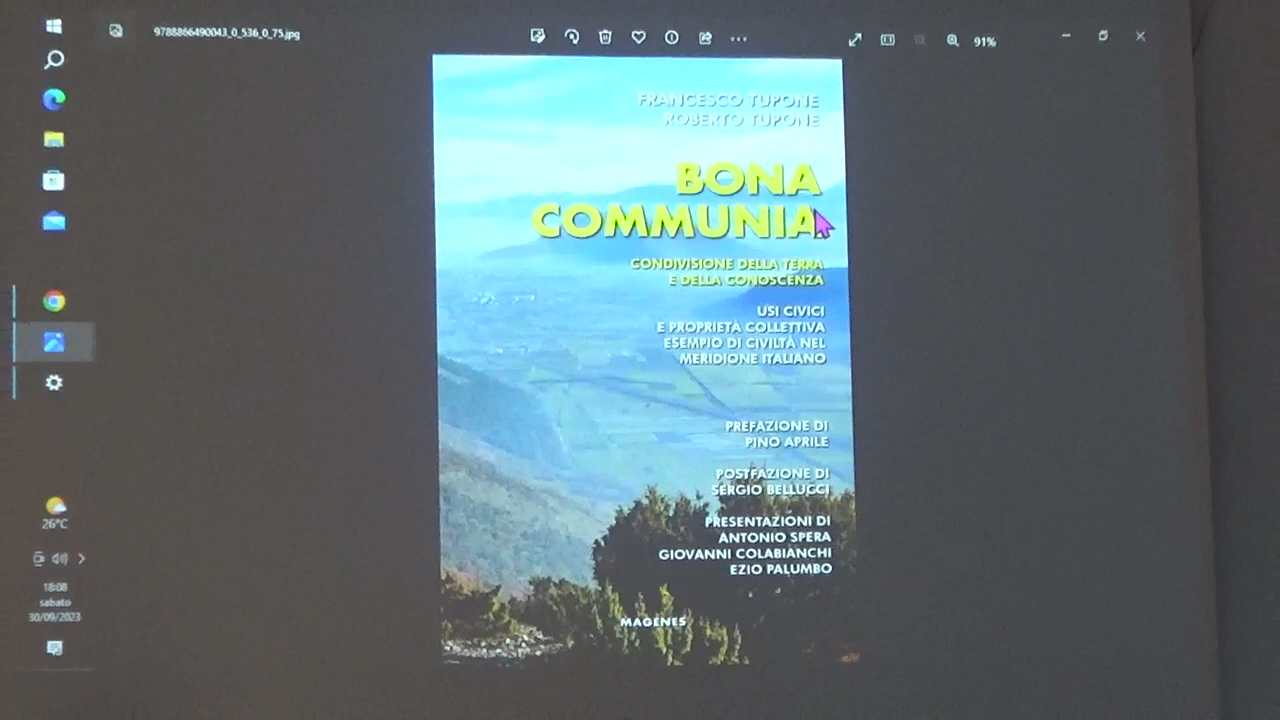 9788866490043_0_536_0_75.jpg
91%
FRANCESCO TUPONE
ROBERTO TUPONE
BONA
COMMUNIA
CONDIVISIONE DELLA TERRA
E DELLA CONOSCENZA
USI CIVICI
E PROPRIETÀ COLLETTIVA
ESEMPIO DI CIVILTÀ NEL
MERIDIONE ITALIANO
PREFAZIONE DI
PINO APRILE
POSTFAZIONE DI
SERGIO BELLUCCI
PRESENTAZIONI DI
ANTONIO SPERA
GIOVANNI COLABIANCHI
EZIO PALUMBO
MAGENES
26°C
18:08
sabato
30/09/2023